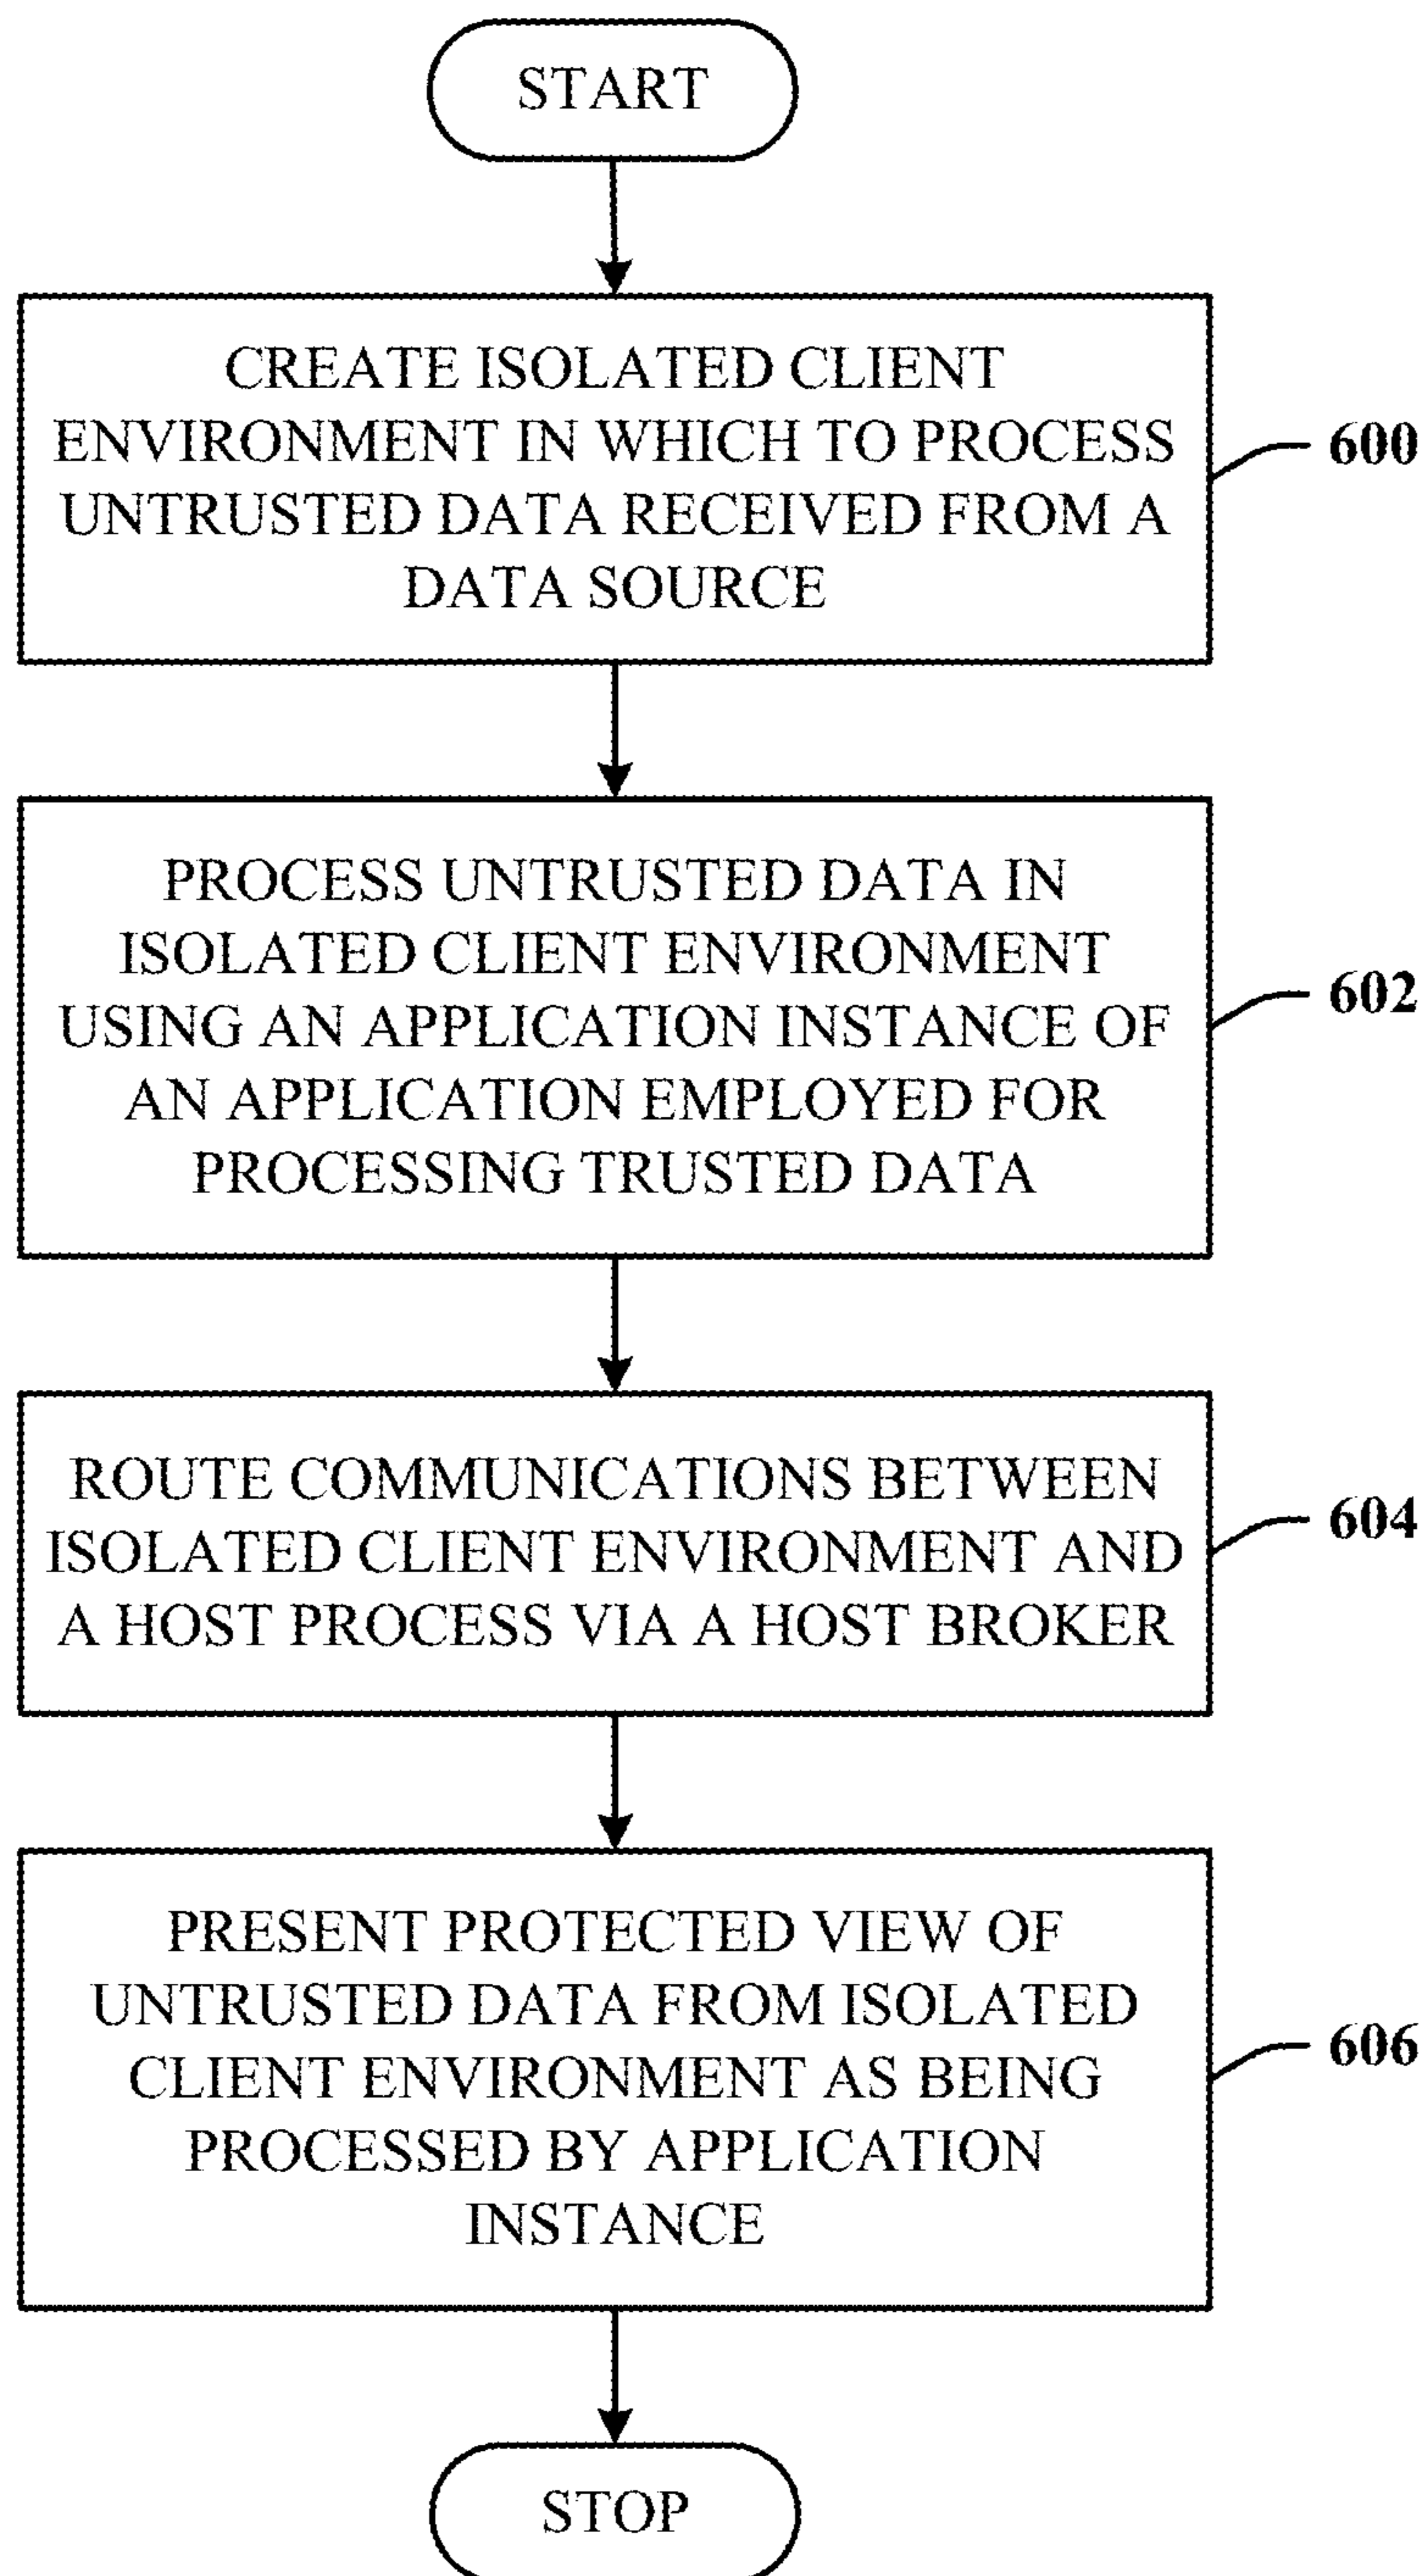 START
CREATE ISOLATED CLIENT
ENVIRONMENT IN WHICH TO PROCESS
UNTRUSTED DATA RECEIVED FROM A
DATA SOURCE
600
PROCESS UNTRUSTED DATA IN
ISOLATED CLIENT ENVIRONMENT
USING AN APPLICATION INSTANCE OF
AN APPLICATION EMPLOYED FOR
PROCESSING TRUSTED DATA
602
ROUTE COMMUNICATIONS BETWEEN
ISOLATED CLIENT ENVIRONMENT AND
A HOST PROCESS VIA A HOST BROKER
604
PRESENT PROTECTED VIEW OF
UNTRUSTED DATA FROM ISOLATED
CLIENT ENVIRONMENT AS BEING
PROCESSED BY APPLICATION
INSTANCE
606
STOP